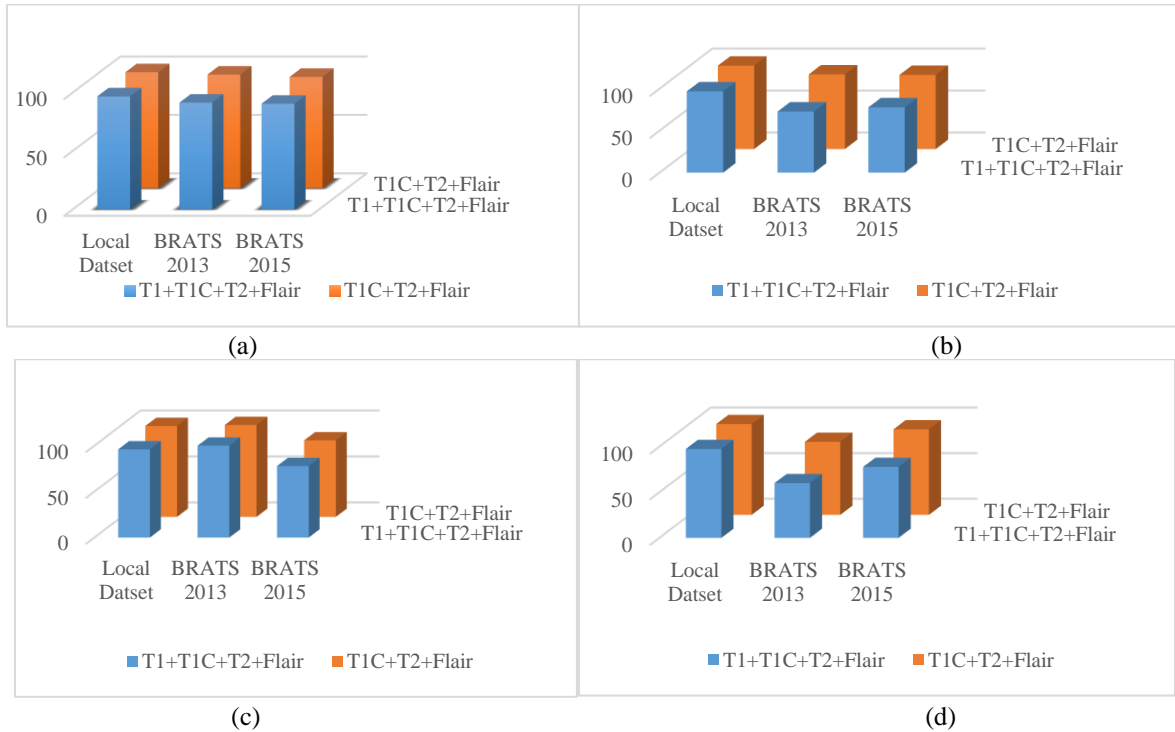 100
50
0
T1C+T2+Flair
T1+T1C+T2+Flair
Local
Datset
BRATS
2013
BRATS
2015
T1+T1C+T2+Flair
T1C+T2+Flair
(a)
100
50
0
T1C+T2+Flair
T1+T1C+T2+Flair
Local
Datset
BRATS
2013
BRATS
2015
T1+T1C+T2+Flair
T1C+T2+Flair
(b)
100
50
0
T1C+T2+Flair
T1+T1C+T2+Flair
Local
Datset
BRATS
2013
BRATS
2015
T1+T1C+T2+Flair
T1C+T2+Flair
(c)
100
50
0
T1C+T2+Flair
T1+T1C+T2+Flair
Local
Datset
BRATS
2013
BRATS
2015
T1+T1C+T2+Flair
T1C+T2+Flair
(d)